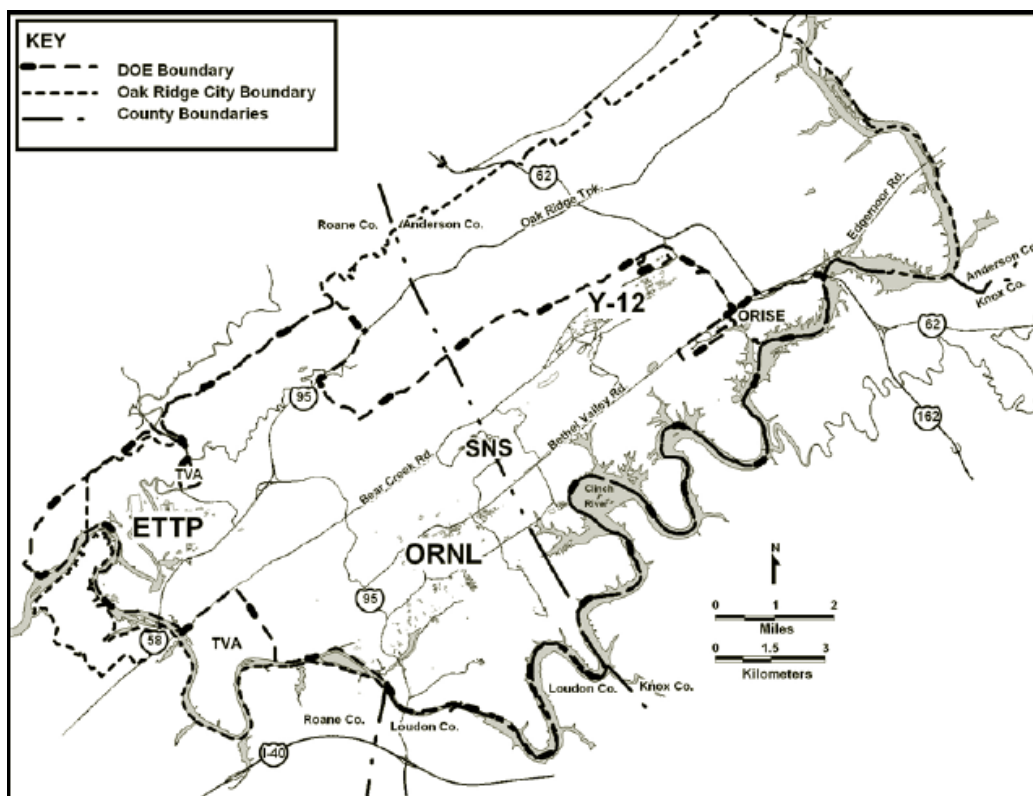 KEY
DOE Boundary
Oak Ridge City Boundary
County Boundaries
62
Oak Ridge Tpk.
Edgemoor Rd.
Roane Co.
Anderson Co.
Anderson Co.
Knox Co.
Y-12
ORISE
62
95
162
SNS
Bethel Valley Rd.
Bear Creek Rd.
TVA
Clinch
River
ETTP
ORNL
N
95
0 1 2
Miles
58
TVA
0 1.5 3
Kilometers
Loudon Co.
Knox Co.
Roane Co.
Loudon Co.
I-40